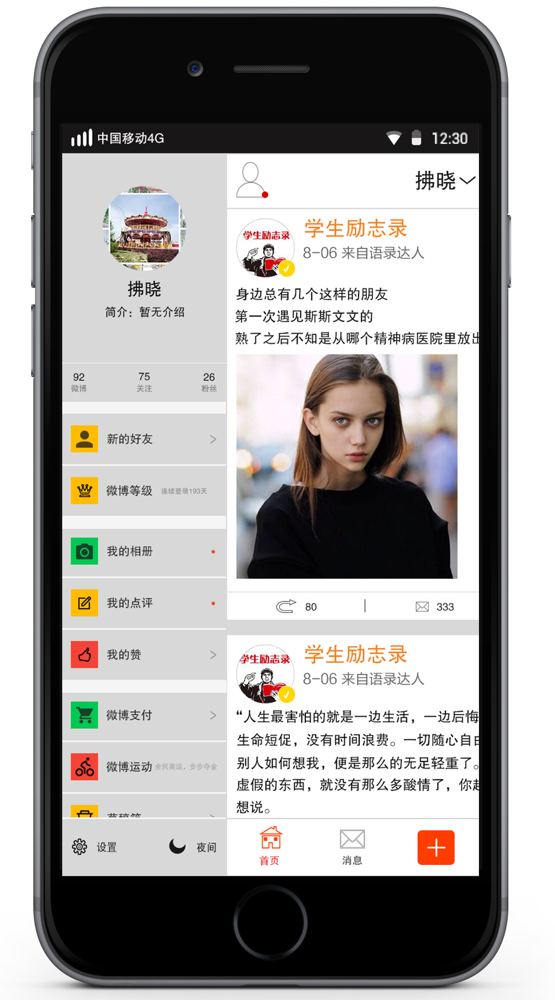 中国移动4G
12:30
拂晓
简介：暂无介绍
92
75
26
微博
关注
粉丝
新的好友
微博等级 连续登录193天
我的相册
我的点评
我的赞
微博支付
微博运动 全民奥运，步步夺金
设置
夜间
拂晓
学生励志录
学生励志录
8-06 来自语录达人
身边总有几个这样的朋友
第一次遇见斯斯文文的
熟了之后不知是从哪个精神病医院里放出
80
333
学生励志录
学生励志录
8-06 来自语录达人
“人生最害怕的就是一边生活，一边后悔
生命短促，没有时间浪费。一切随心自由
别人如何想我，便是那么的无足轻重了。
虚假的东西，就没有那么多酸情了，你起
想说。
首页
消息